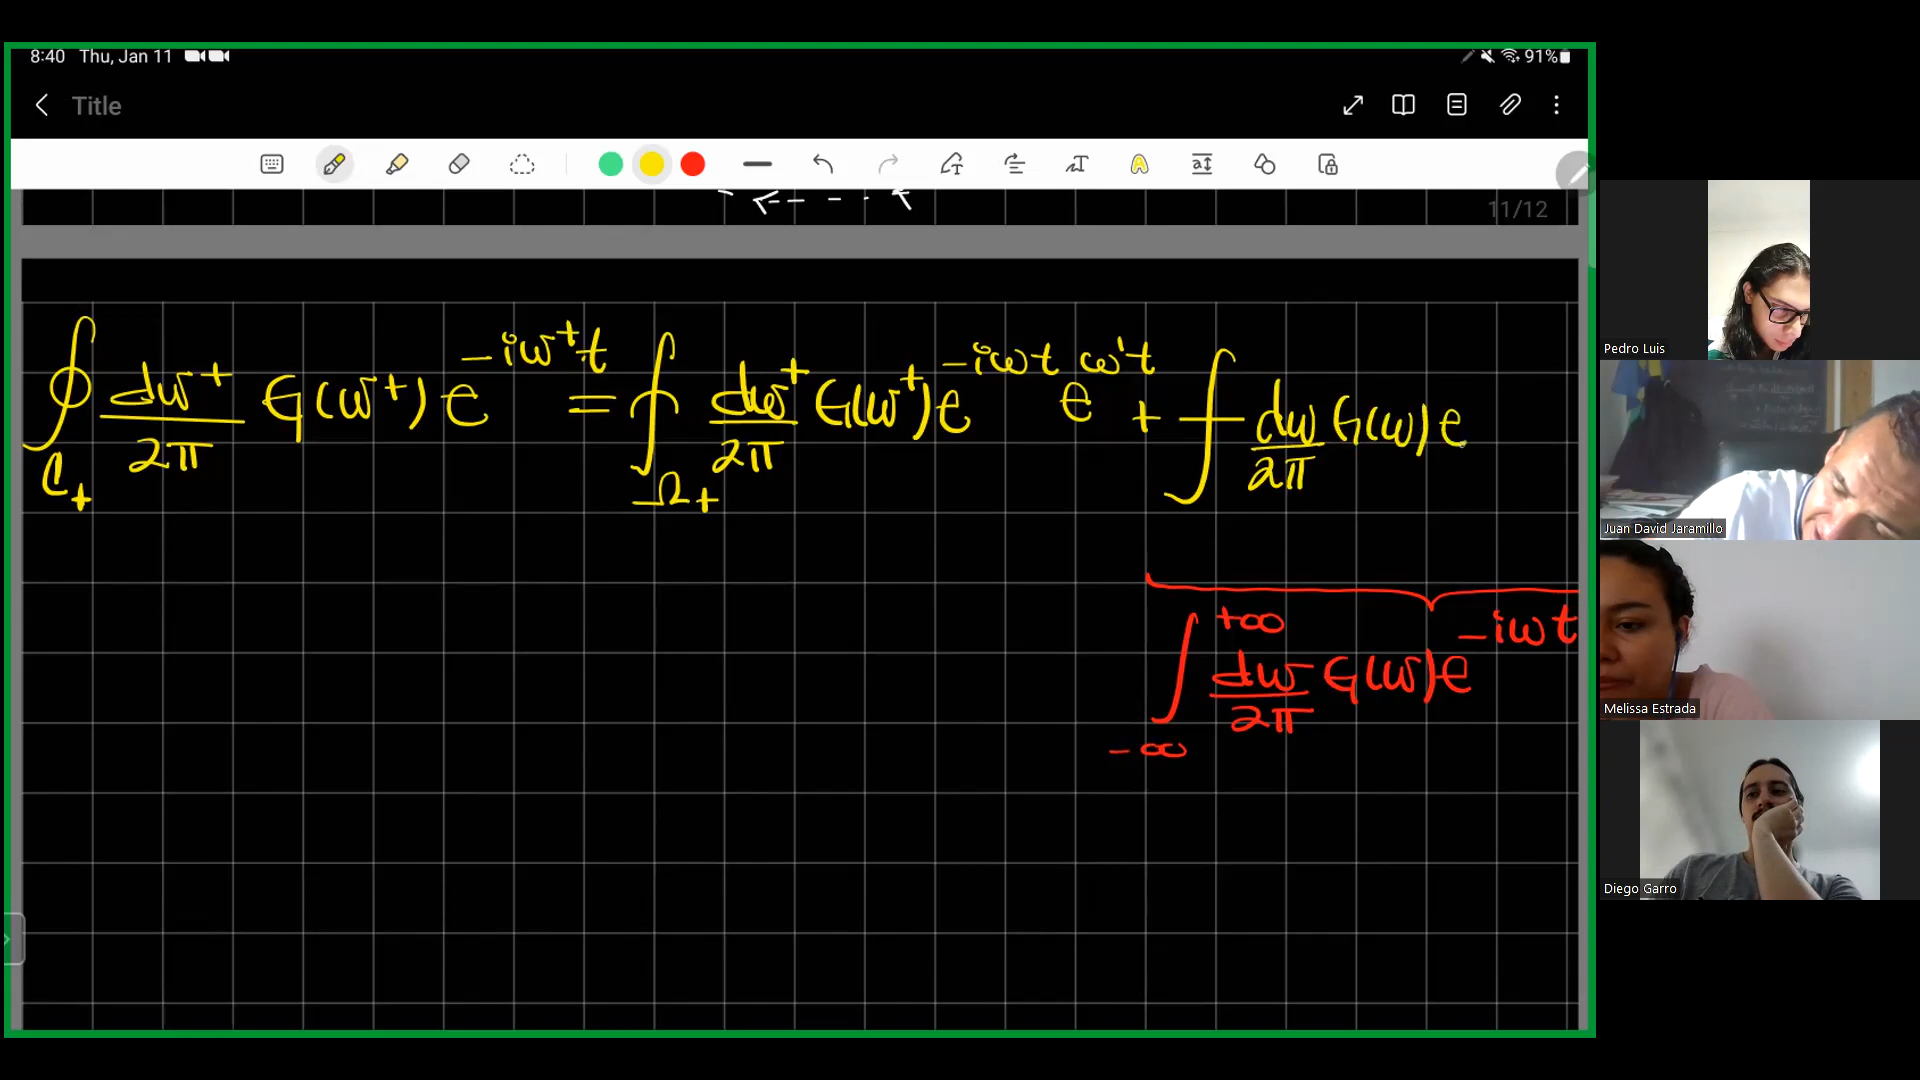 8:40 Thu, Jan 11
91%
Title
11/12
∮_{C+} dω⁺/2π G(ω⁺) e^{-iω⁺t} = ∫_{Ω+} dω⁺/2π G(ω⁺) e^{-iωt} e^{ω't} + ⨍ dω/2π G(ω) e
∫_{-∞}^{+∞} dω/2π G(ω) e^{-iωt}
Pedro Luis
Juan David Jaramillo
Melissa Estrada
Diego Garro